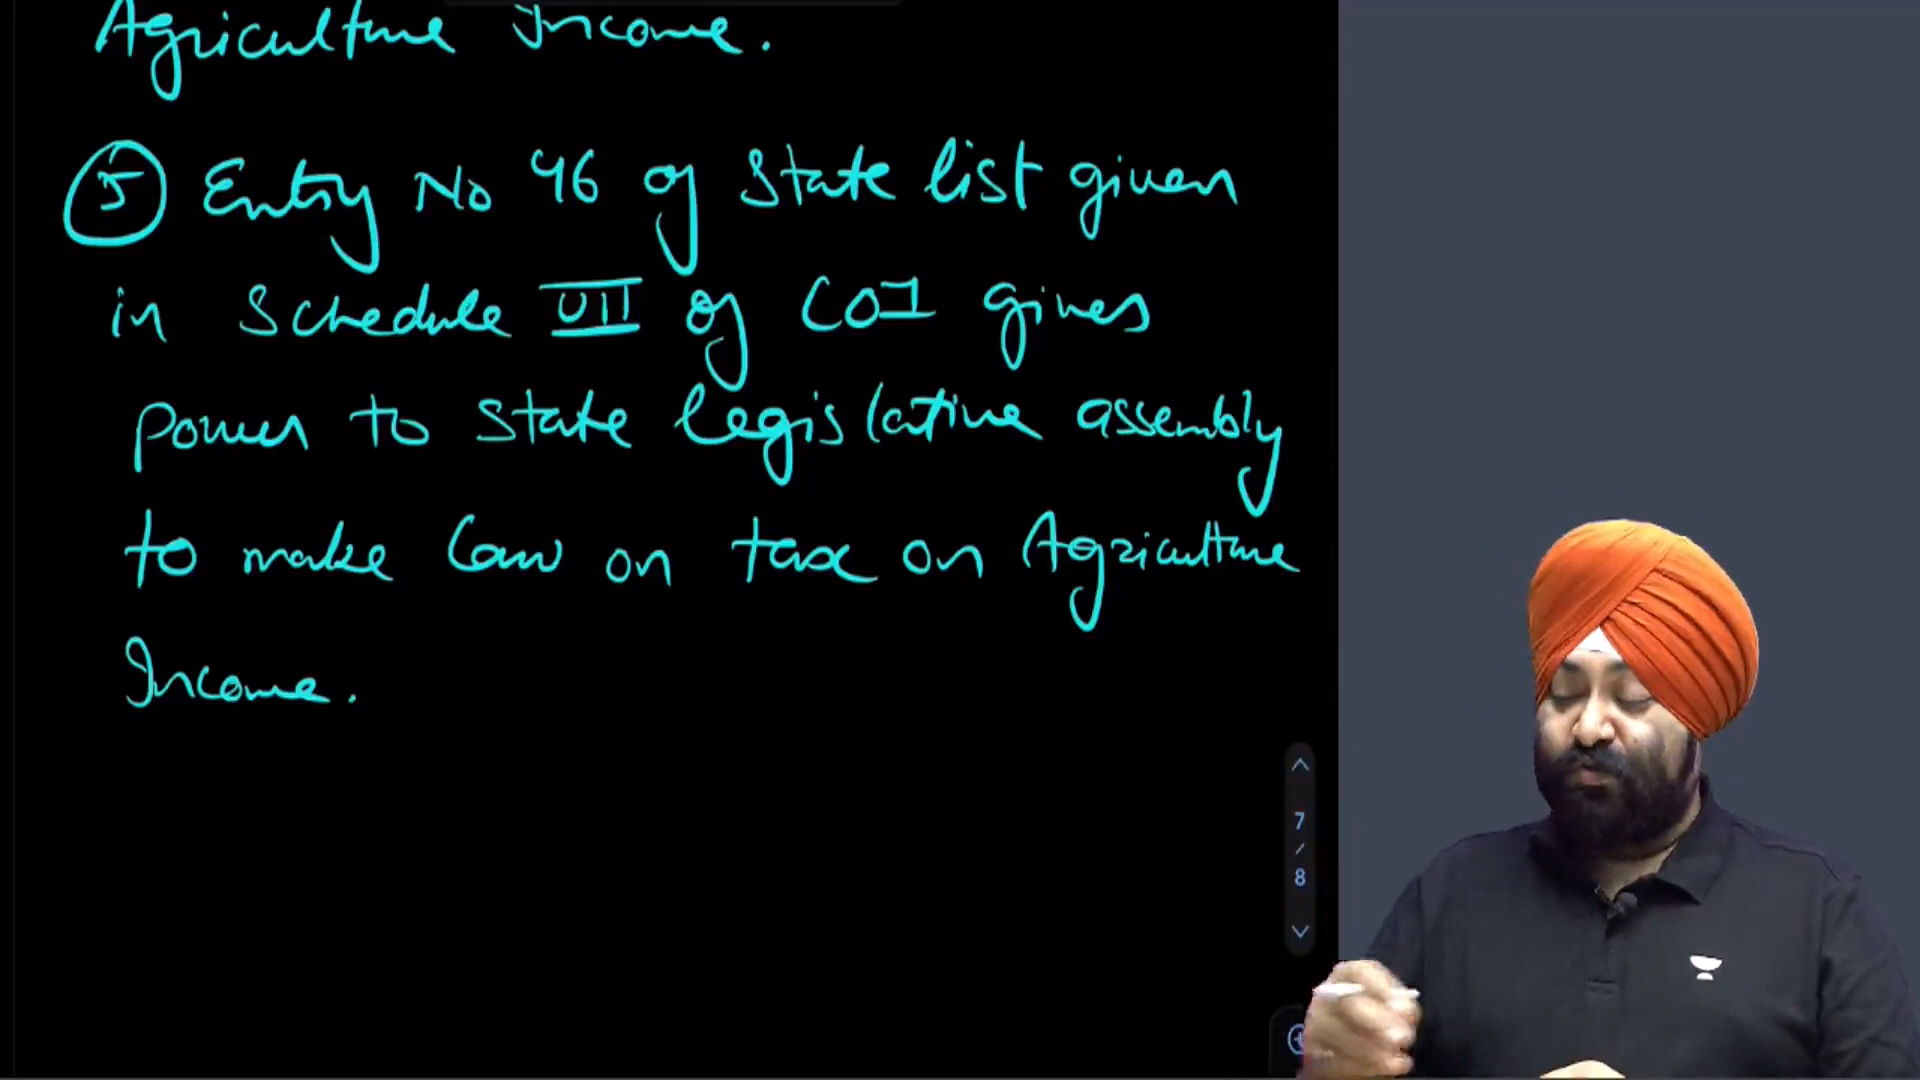 Agriculture Income.
5 Entry No 46 of State list given
in Schedule VII of COI gives
power to state legislative assembly
to make law on tax on Agriculture
Income.
7
/
8